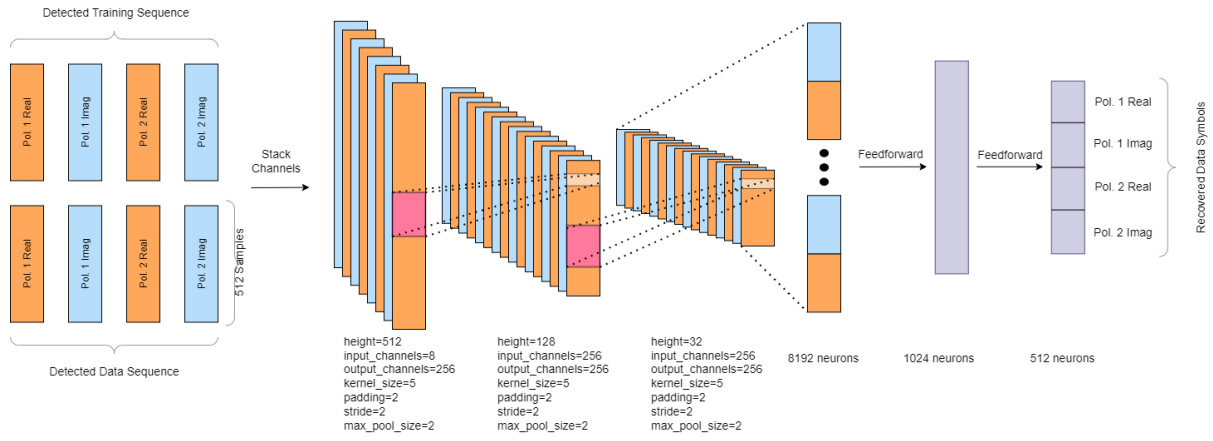 Detected Training Sequence
Pol. 1 Real
Pol. 1 Imag
Pol. 2 Real
Pol. 2 Imag
Pol. 1 Real
Pol. 1 Imag
Pol. 2 Real
Pol. 2 Imag
512 Samples
Detected Data Sequence
Stack
Channels
height=512
input_channels=8
output_channels=256
kernel_size=5
padding=2
stride=2
max_pool_size=2
height=128
input_channels=256
output_channels=256
kernel_size=5
padding=2
stride=2
max_pool_size=2
height=32
input_channels=256
output_channels=256
kernel_size=5
padding=2
stride=2
max_pool_size=2
8192 neurons
Feedforward
1024 neurons
Feedforward
512 neurons
Pol. 1 Real
Pol. 1 Imag
Pol. 2 Real
Pol. 2 Imag
Recovered Data Symbols